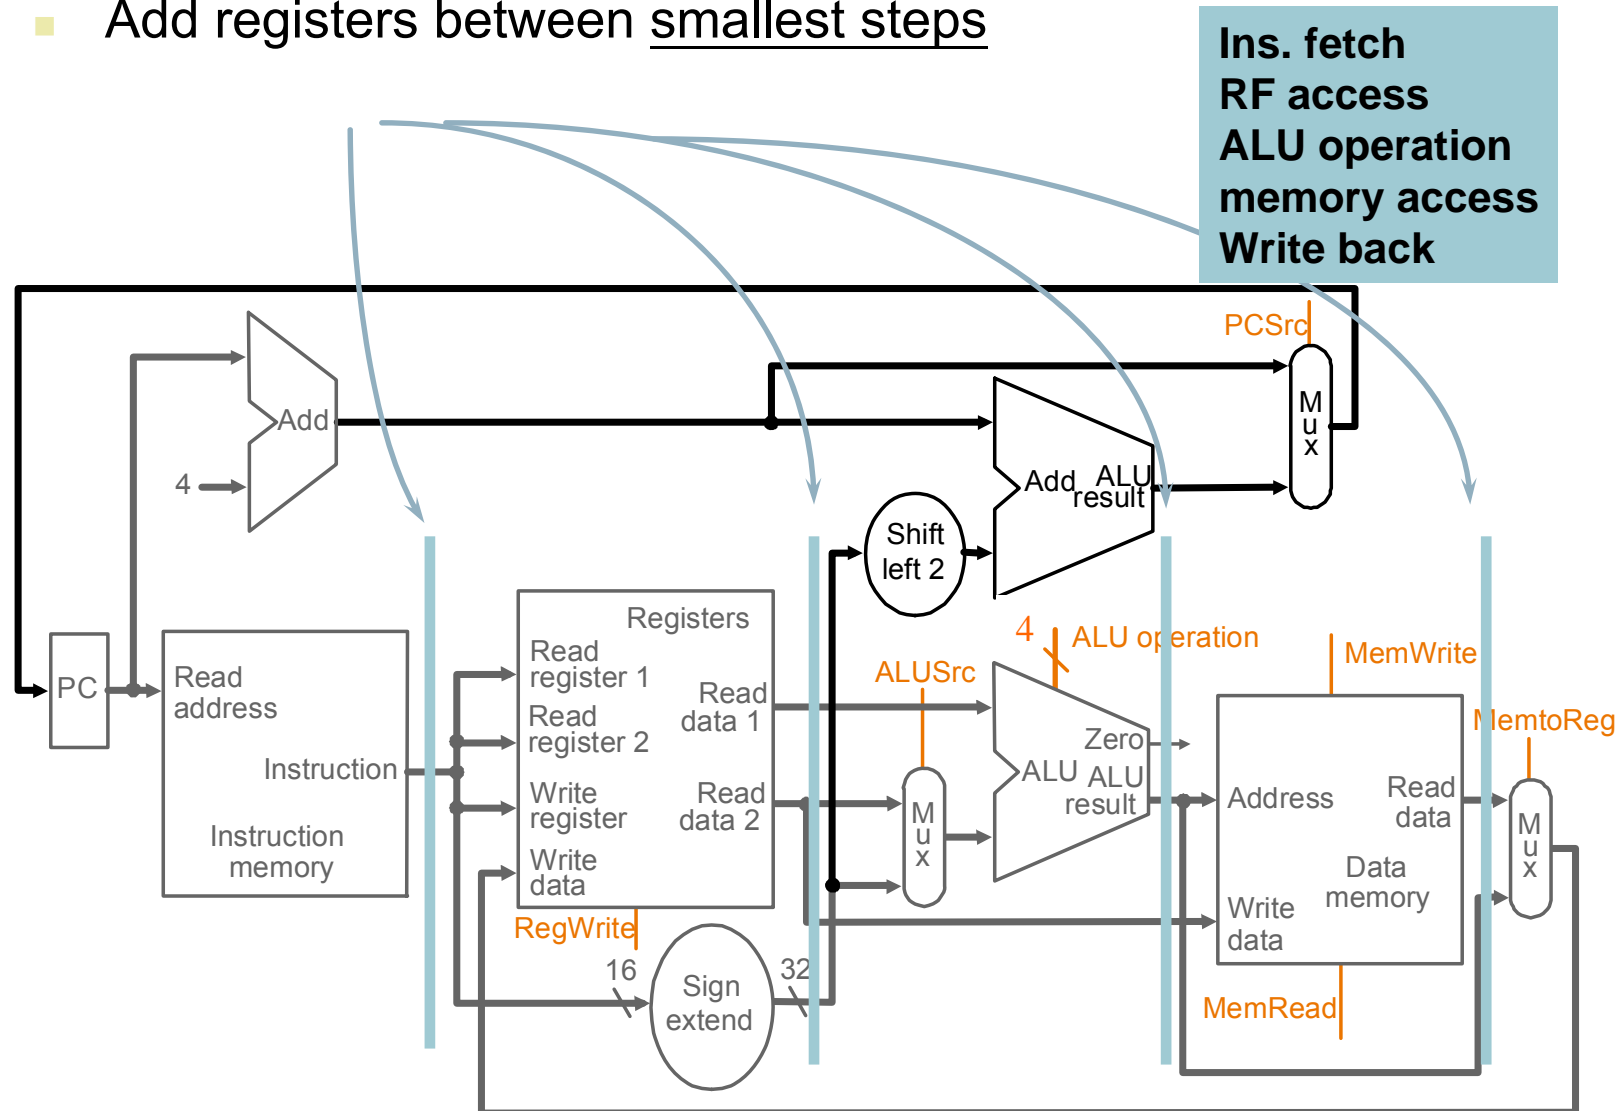 Add registers between smallest steps
Ins. fetch
RF access
ALU operation
memory access
Write back
PCSrc
M
u
x
Add
4
Add ALU
result
Shift
left 2
PC
Read
address
Instruction
Instruction
memory
Registers
Read
register 1
Read
register 2
Write
register
Write
data
Read
data 1
Read
data 2
RegWrite
16
Sign
extend
32
ALUSrc
M
u
x
4
ALU operation
Zero
ALU ALU
result
MemWrite
Address
Read
data
Data
memory
Write
data
MemRead
MemtoReg
M
u
x